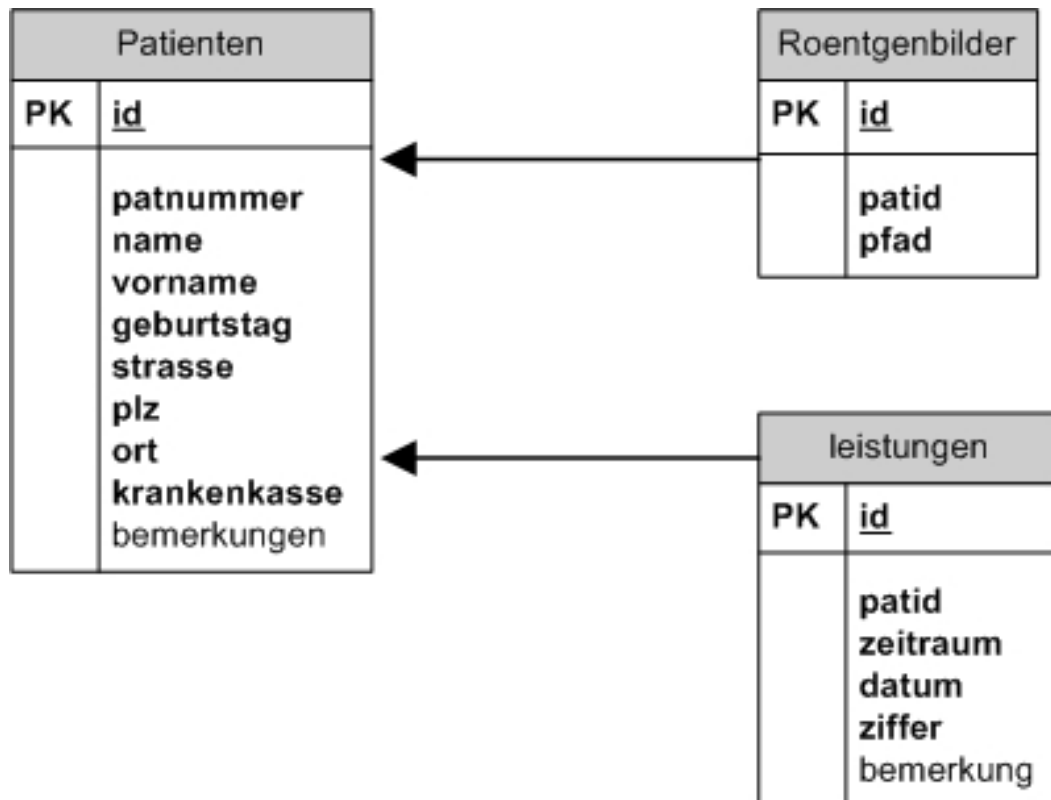 Patienten
PK id
patnummer
name
vorname
geburtstag
strasse
plz
ort
krankenkasse
bemerkungen
Roentgenbilder
PK id
patid
pfad
leistungen
PK id
patid
zeitraum
datum
ziffer
bemerkung